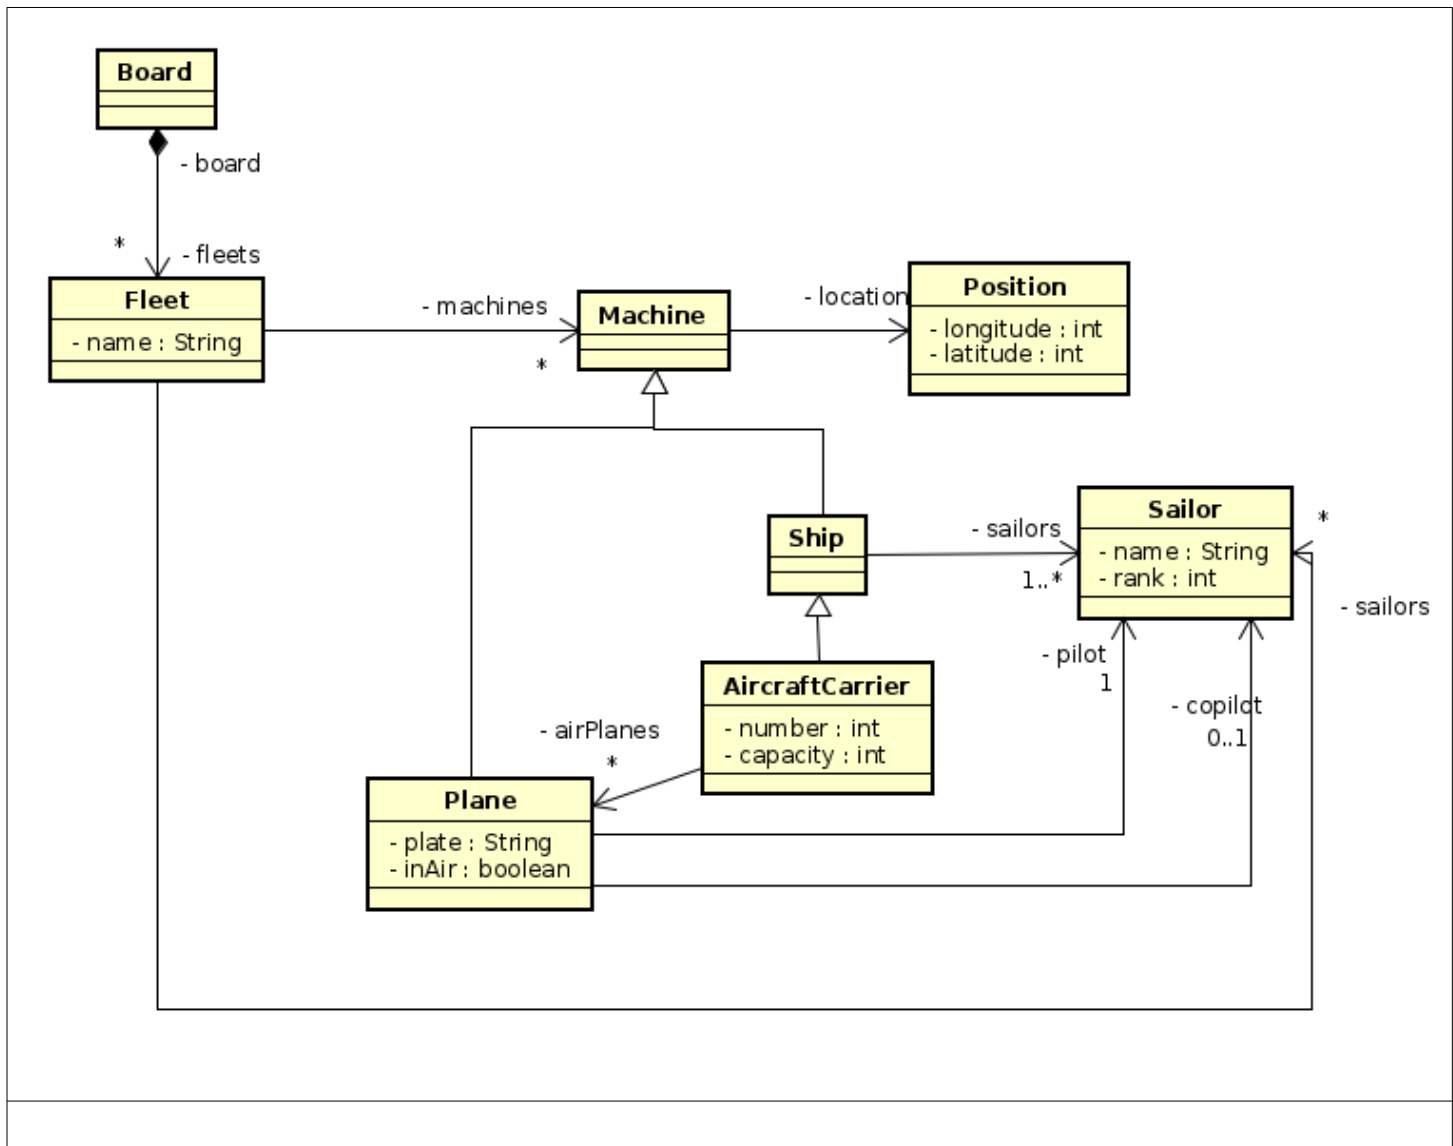 Board
- board
*
- fleets
Fleet
- name : String
- machines
*
Machine
- location
Position
- longitude : int
- latitude : int
Ship
- sailors
1..*
Sailor
- name : String
- rank : int
*
- sailors
- pilot
1
- copilot
0..1
AircraftCarrier
- number : int
- capacity : int
- airPlanes
*
Plane
- plate : String
- inAir : boolean